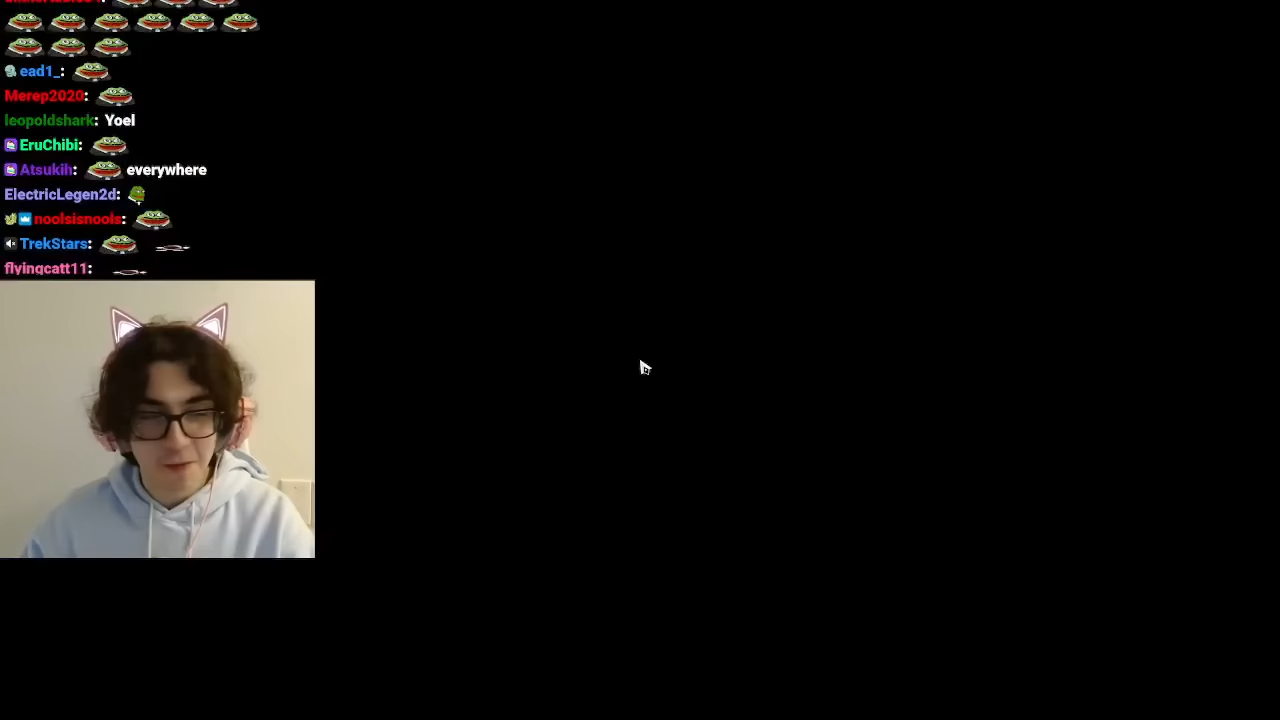 ead1_:
Merep2020:
leopoldshark: Yoel
EruChibi:
Atsukih: everywhere
ElectricLegen2d:
noolsisnools:
TrekStars:
flyingcatt11: